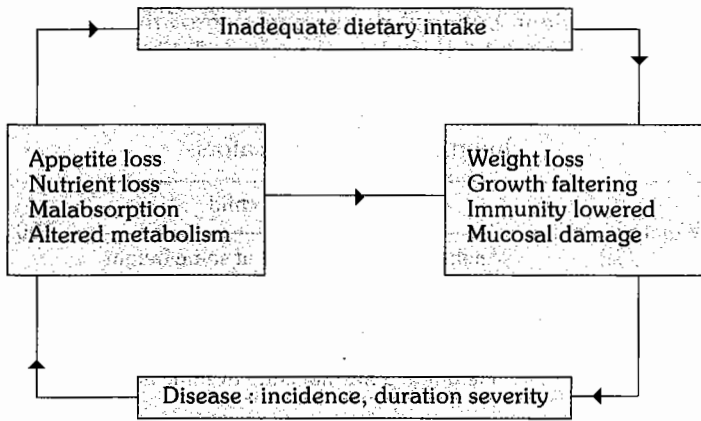 Inadequate dietary intake
Appetite loss
Nutrient loss
Malabsorption
Altered metabolism
Weight loss
Growth faltering
Immunity lowered
Mucosal damage
Disease : incidence, duration severity